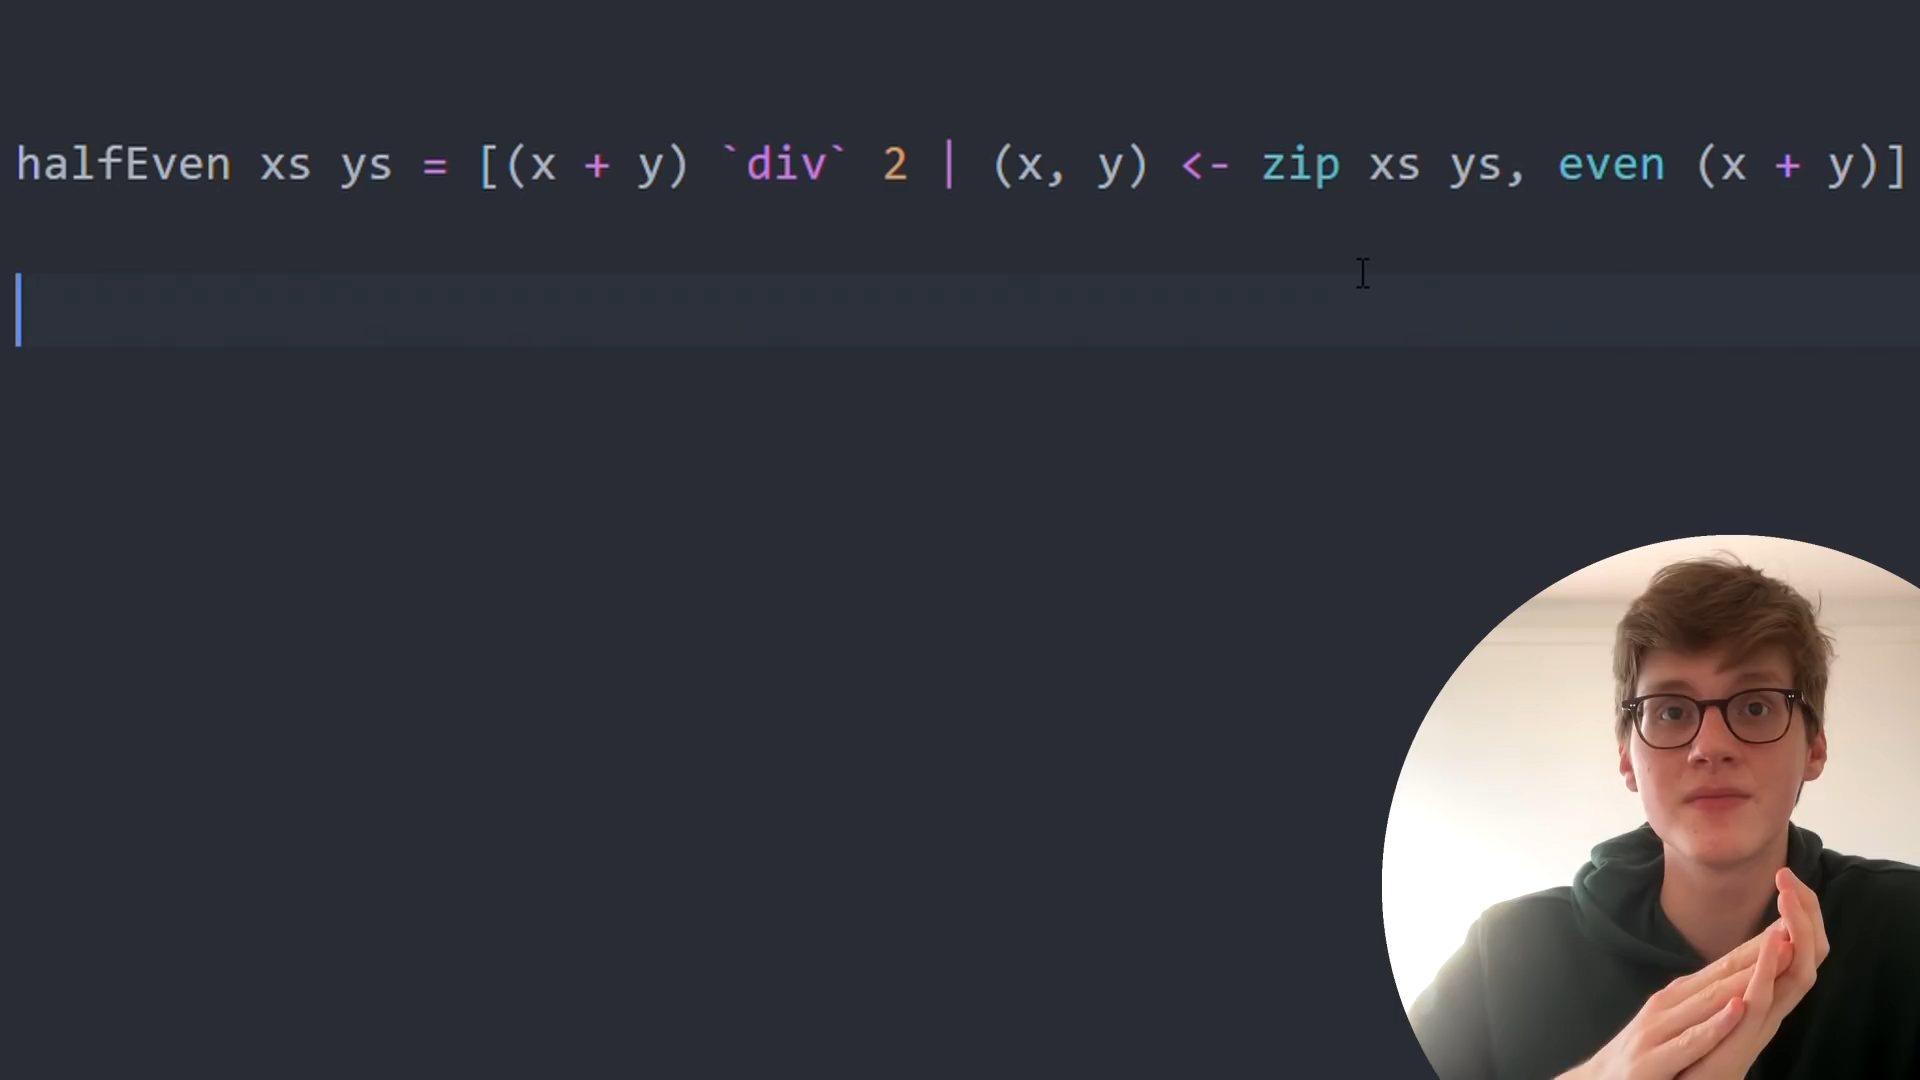 halfEven xs ys = [(x + y) `div` 2 | (x, y) <- zip xs ys, even (x + y)]